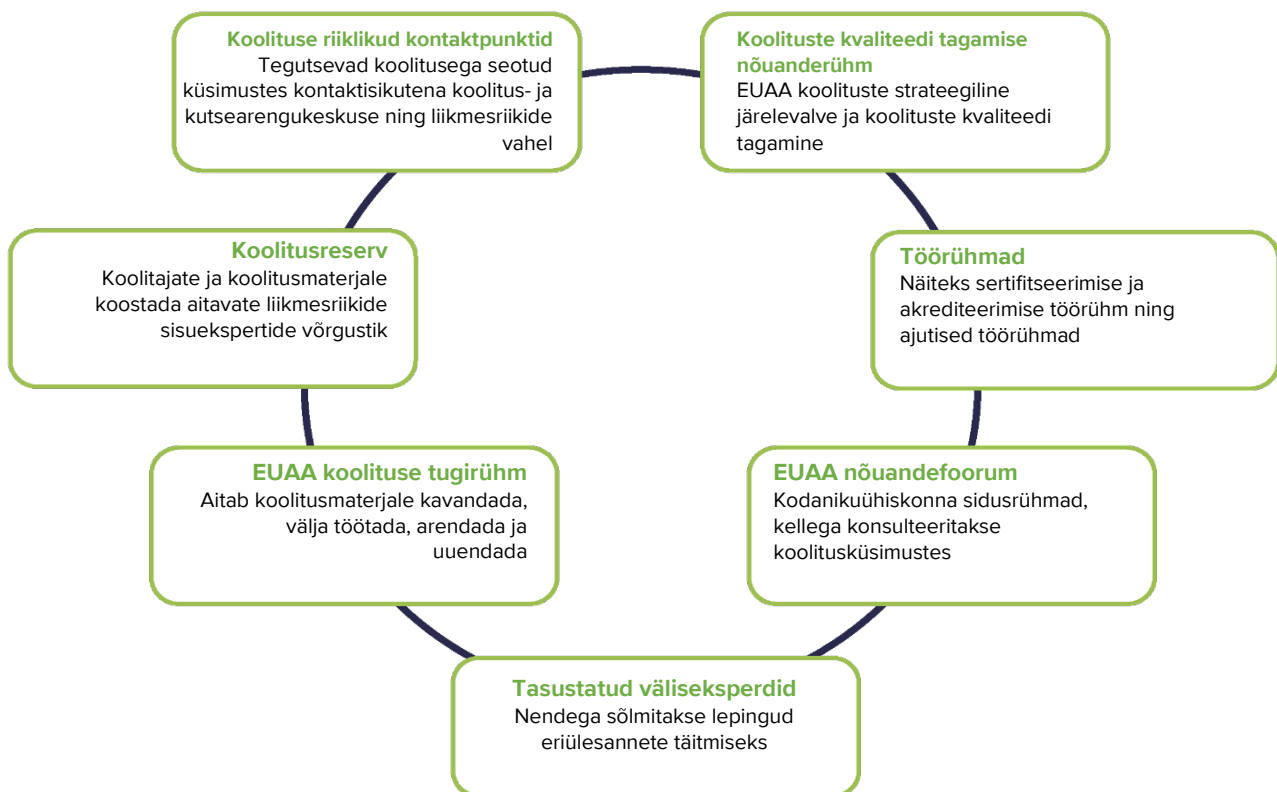 Koolituse riiklikud kontaktpunktid
Tegutsevad koolitusega seotud
küsimustes kontaktisikutena koolitus- ja
kutsearengukeskuse ning liikmesriikide
vahel
Koolituste kvaliteedi tagamise
nõuanderühm
EUAA koolituste strateegiline
järelevalve ja koolituste kvaliteedi
tagamine
Koolitusreserv
Koolitajate ja koolitusmaterjale
koostada aitavate liikmesriikide
sisuekspertide võrgustik
Töörühmad
Näiteks sertifitseerimise ja
akrediteerimise töörühm ning
ajutised töörühmad
EUAA koolituse tugirühm
Aitab koolitusmaterjale kavandada,
välja töötada, arendada ja
uuendada
EUAA nõuandefoorum
Kodanikuühiskonna sidusrühmad,
kellega konsulteeritakse
koolitusküsimustes
Tasustatud väliseksperdid
Nendega sõlmitakse lepingud
eriülesannete täitmiseks